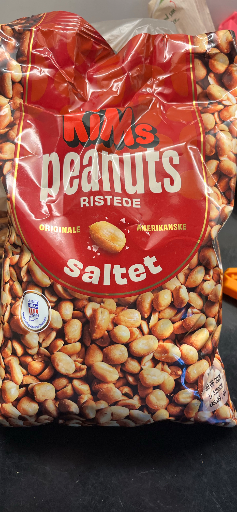 KiMs
peanuts
RISTEDE
ORIGINALE AMERIKANSKE
saltet